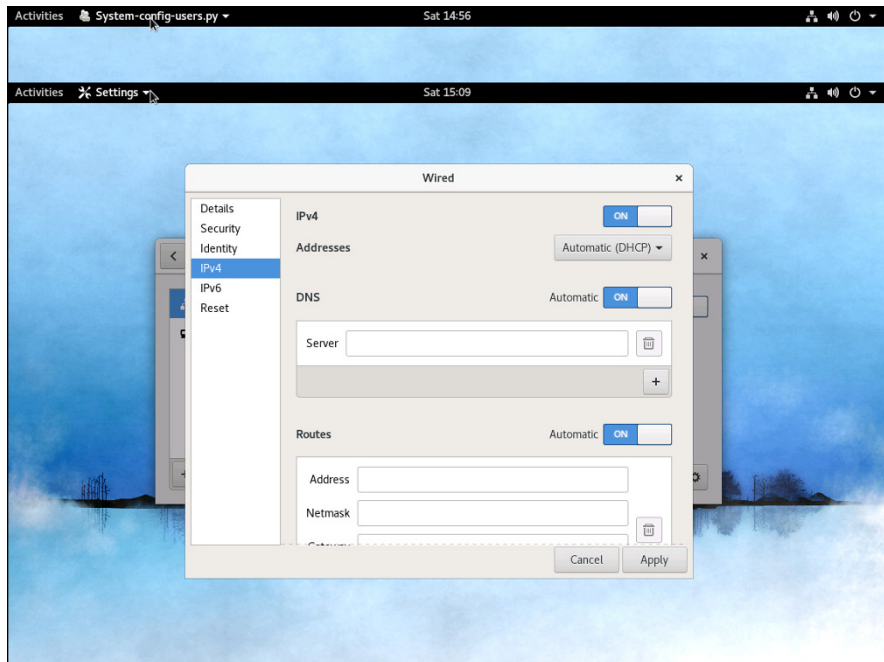 Activities System-config-users.py Sat 14:56
Activities Settings Sat 15:09
Wired
Details
Security
Identity
IPv4
IPv6
Reset
IPv4 ON
Addresses Automatic (DHCP)
DNS Automatic ON
Server
+
Routes Automatic ON
Address
Netmask
Gateway
Cancel Apply